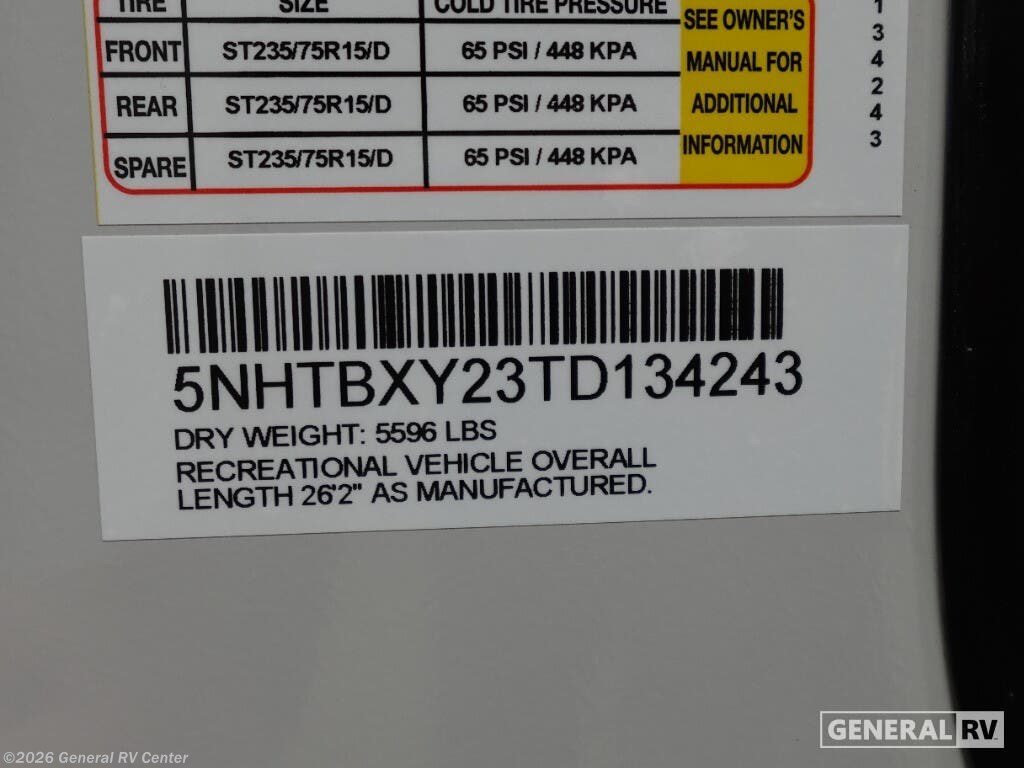 TIRE SIZE COLD TIRE PRESSURE
FRONT ST235/75R15/D 65 PSI / 448 KPA
REAR ST235/75R15/D 65 PSI / 448 KPA
SPARE ST235/75R15/D 65 PSI / 448 KPA
SEE OWNER'S
MANUAL FOR
ADDITIONAL
INFORMATION
1
3
4
2
4
3
5NHTBXY23TD134243
DRY WEIGHT: 5596 LBS
RECREATIONAL VEHICLE OVERALL
LENGTH 26'2" AS MANUFACTURED.
GENERAL RV
©2026 General RV Center